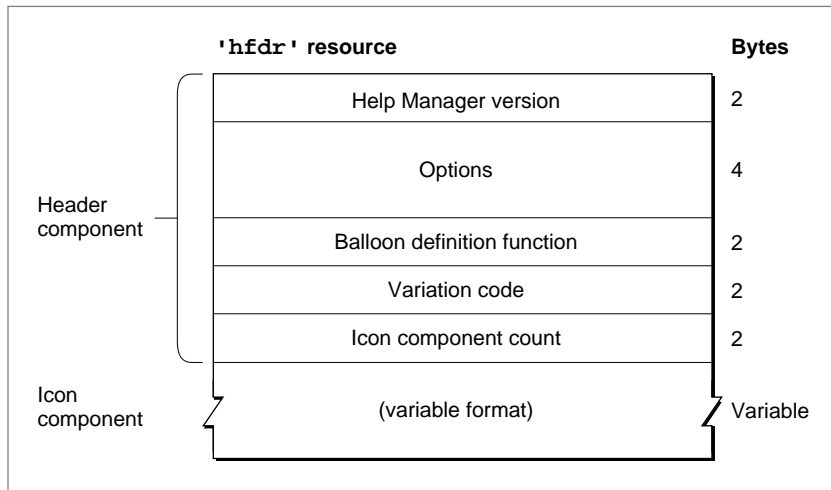 'hfdr' resource Bytes
Help Manager version 2
Options 4
Header
component
Balloon definition function 2
Variation code 2
Icon component count 2
Icon
component
(variable format) Variable